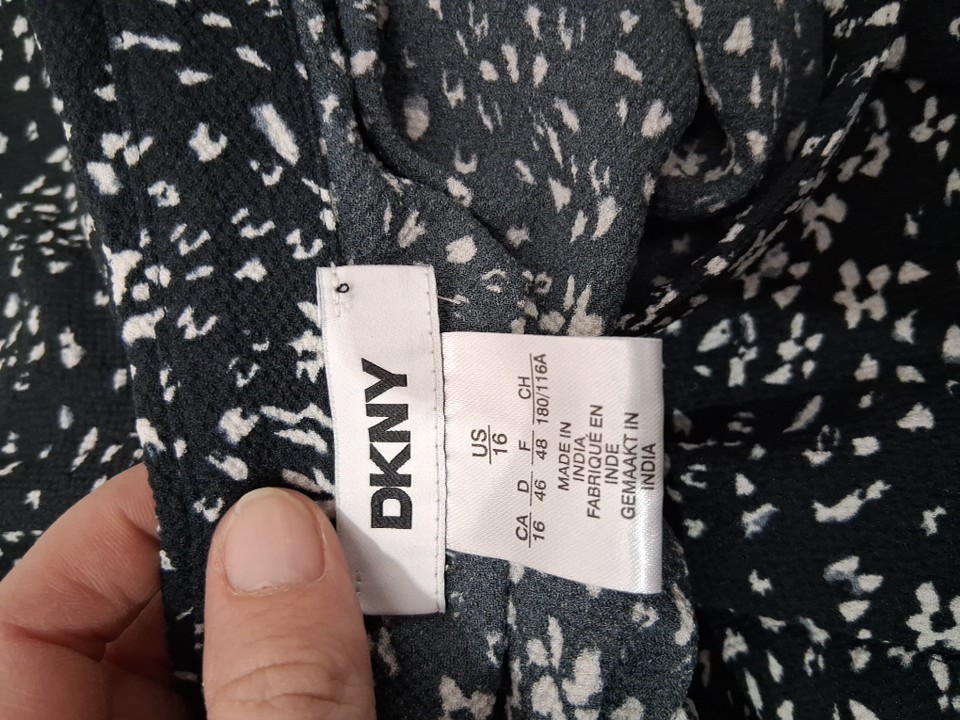 DKNY
US
16
CA D F CH
16 46 48 180/116A
MADE IN
INDIA
FABRIQUÉ EN
INDE
GEMAAKT IN
INDIA